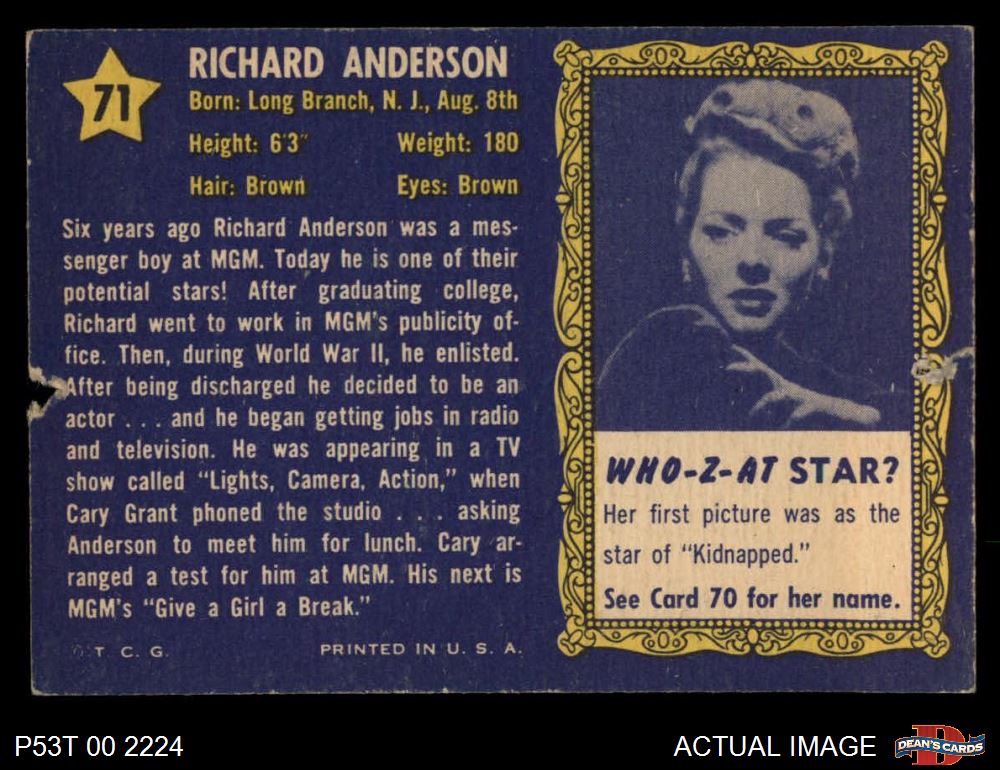 71
RICHARD ANDERSON
Born: Long Branch, N. J., Aug. 8th
Height: 6'3" Weight: 180
Hair: Brown Eyes: Brown
Six years ago Richard Anderson was a mes-
senger boy at MGM. Today he is one of their
potential stars! After graduating college,
Richard went to work in MGM's publicity of-
fice. Then, during World War II, he enlisted.
After being discharged he decided to be an
actor . . . and he began getting jobs in radio
and television. He was appearing in a TV
show called "Lights, Camera, Action," when
Cary Grant phoned the studio . . . asking
Anderson to meet him for lunch. Cary ar-
ranged a test for him at MGM. His next is
MGM's "Give a Girl a Break."
T. C. G. PRINTED IN U. S. A.
WHO-Z-AT STAR?
Her first picture was as the
star of "Kidnapped."
See Card 70 for her name.
P53T 00 2224
ACTUAL IMAGE
D
DEAN'S CARDS